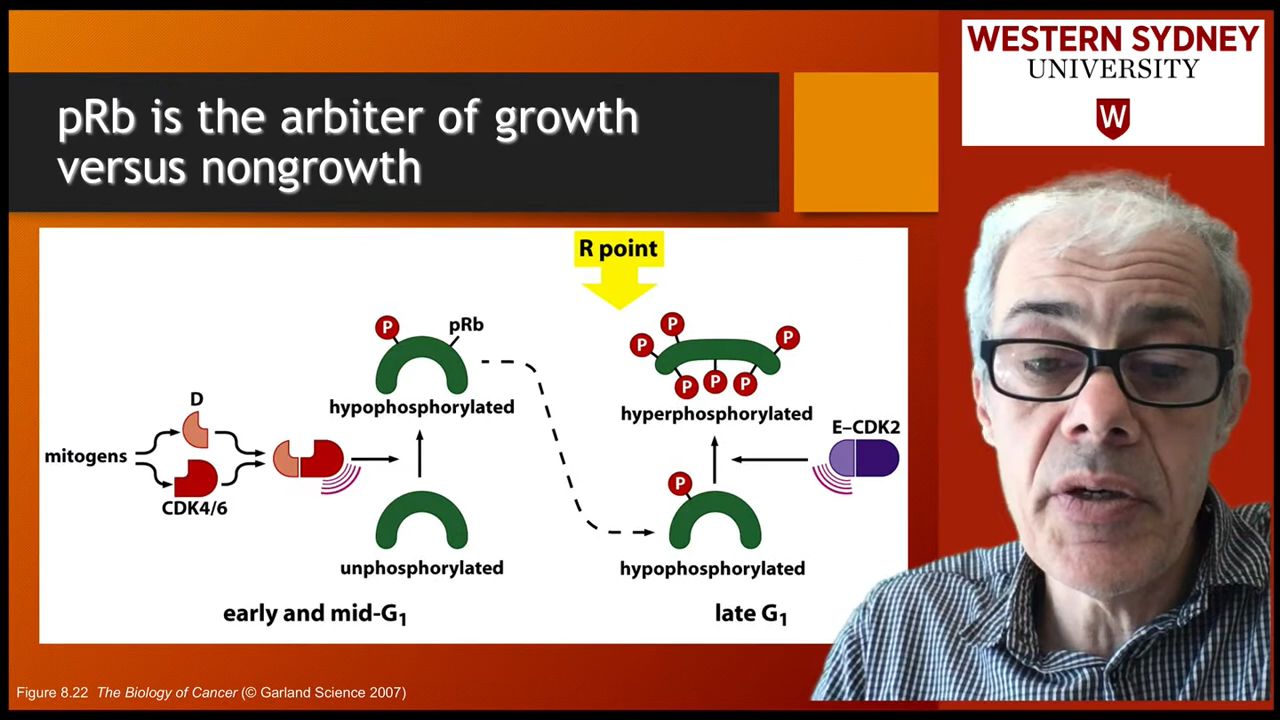 WESTERN SYDNEY
UNIVERSITY
W
pRb is the arbiter of growth
versus nongrowth
R point
P
pRb
P
P
P
P
P
P
hypophosphorylated
hyperphosphorylated
D
mitogens
CDK4/6
E–CDK2
P
unphosphorylated
hypophosphorylated
early and mid-G1
late G1
Figure 8.22 The Biology of Cancer (© Garland Science 2007)